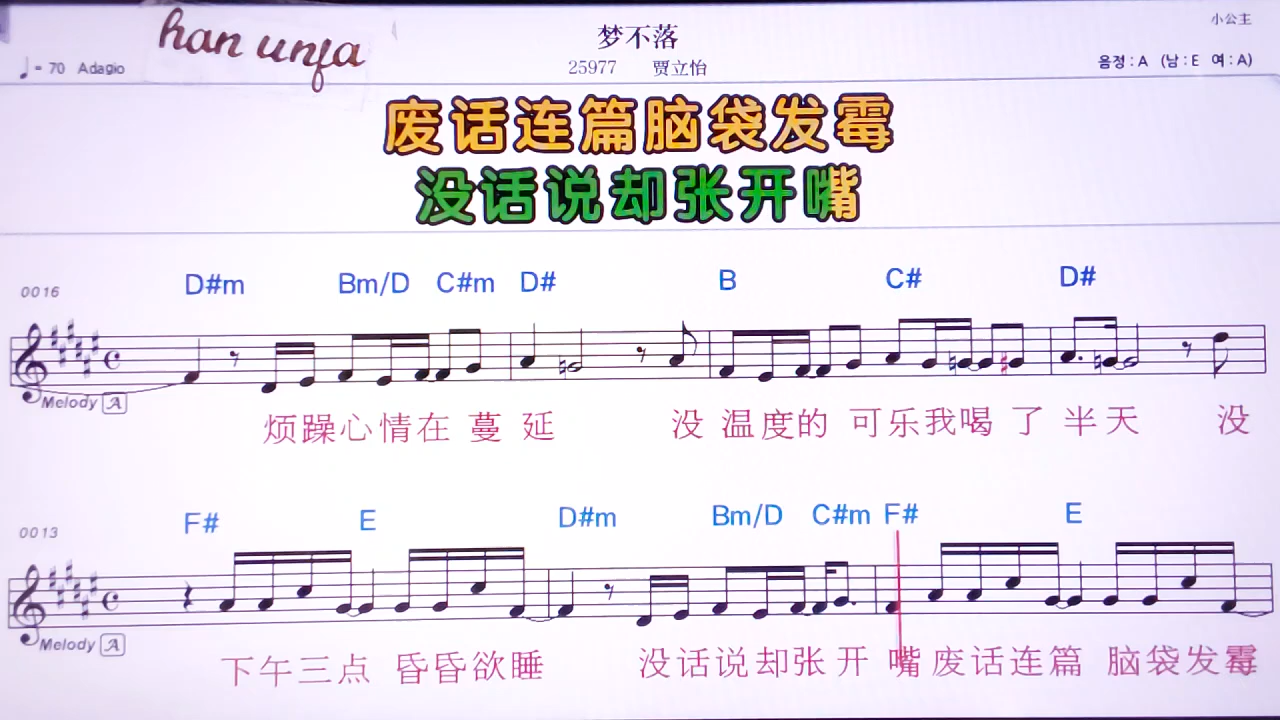 han unfa
梦不落
小公主
= 70 Adagio
25977 贾立怡
음정 : A (남 : E 여 : A)
废话连篇脑袋发霉
没话说却张开嘴
0016
D#m Bm/D C#m D# B C# D#
Melody A
烦躁心情在 蔓 延 没 温度的 可乐我喝 了 半天 没
0013
F# E D#m Bm/D C#m F# E
Melody A
下午三点 昏昏欲睡 没话说却张 开 嘴 废话连篇 脑袋发霉